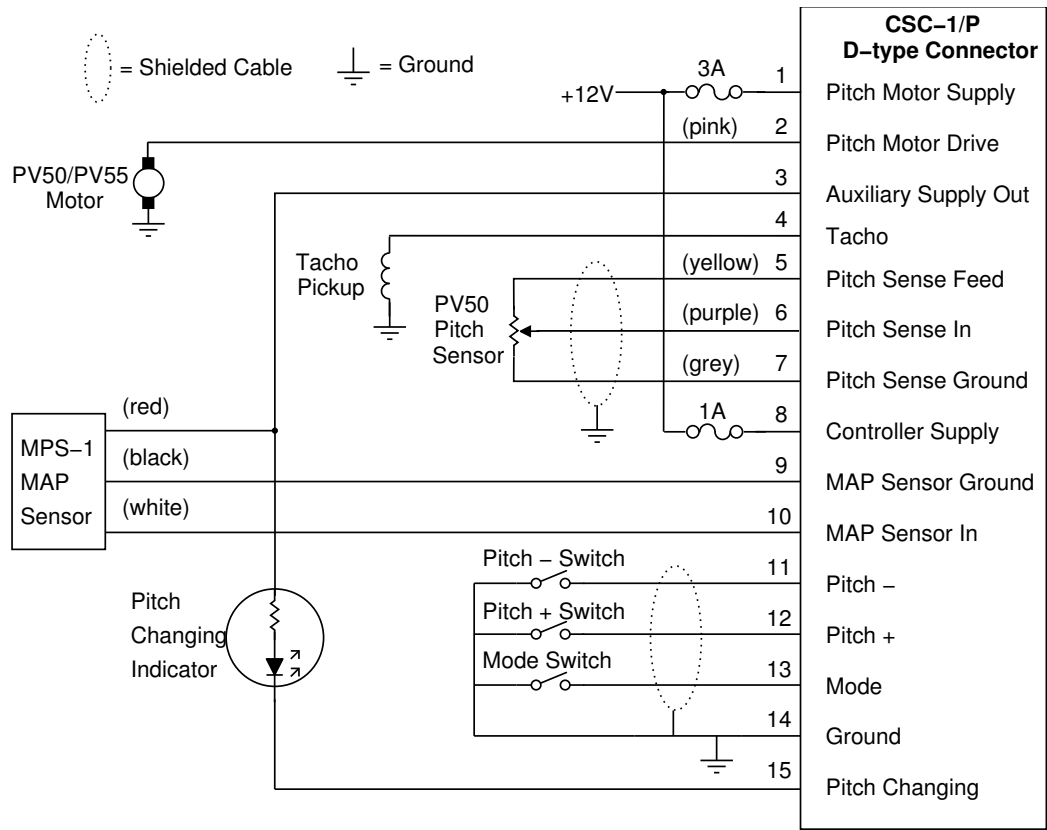 CSC−1/P
D−type Connector
= Shielded Cable
= Ground
3A
1
+12V
Pitch Motor Supply
(pink) 2
Pitch Motor Drive
PV50/PV55
Motor
3
Auxiliary Supply Out
4
Tacho
Tacho
Pickup
(yellow) 5
Pitch Sense Feed
PV50
Pitch
Sensor
(purple) 6
Pitch Sense In
(grey) 7
Pitch Sense Ground
1A
8
Controller Supply
MPS−1
MAP
Sensor
(red)
(black)
(white)
9
MAP Sensor Ground
10
MAP Sensor In
Pitch − Switch
11
Pitch −
Pitch + Switch
12
Pitch +
Mode Switch
13
Mode
14
Ground
Pitch
Changing
Indicator
15
Pitch Changing